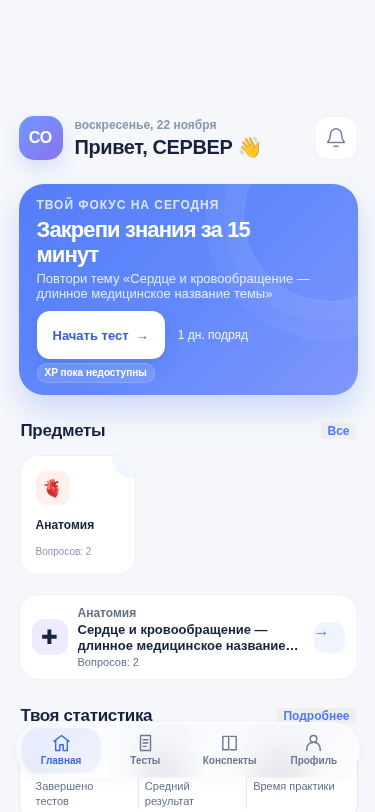 СО
воскресенье, 22 ноября
Привет, СЕРВЕР 👋
ТВОЙ ФОКУС НА СЕГОДНЯ
Закрепи знания за 15
минут
Повтори тему «Сердце и кровообращение —
длинное медицинское название темы»
Начать тест →
1 дн. подряд
XP пока недоступны
Предметы
Все
Анатомия
Вопросов: 2
Анатомия
Сердце и кровообращение —
длинное медицинское название…
Вопросов: 2
→
Твоя статистика
Подробнее
Главная
Тесты
Конспекты
Профиль
Завершено
тестов
Средний
результат
Время практики